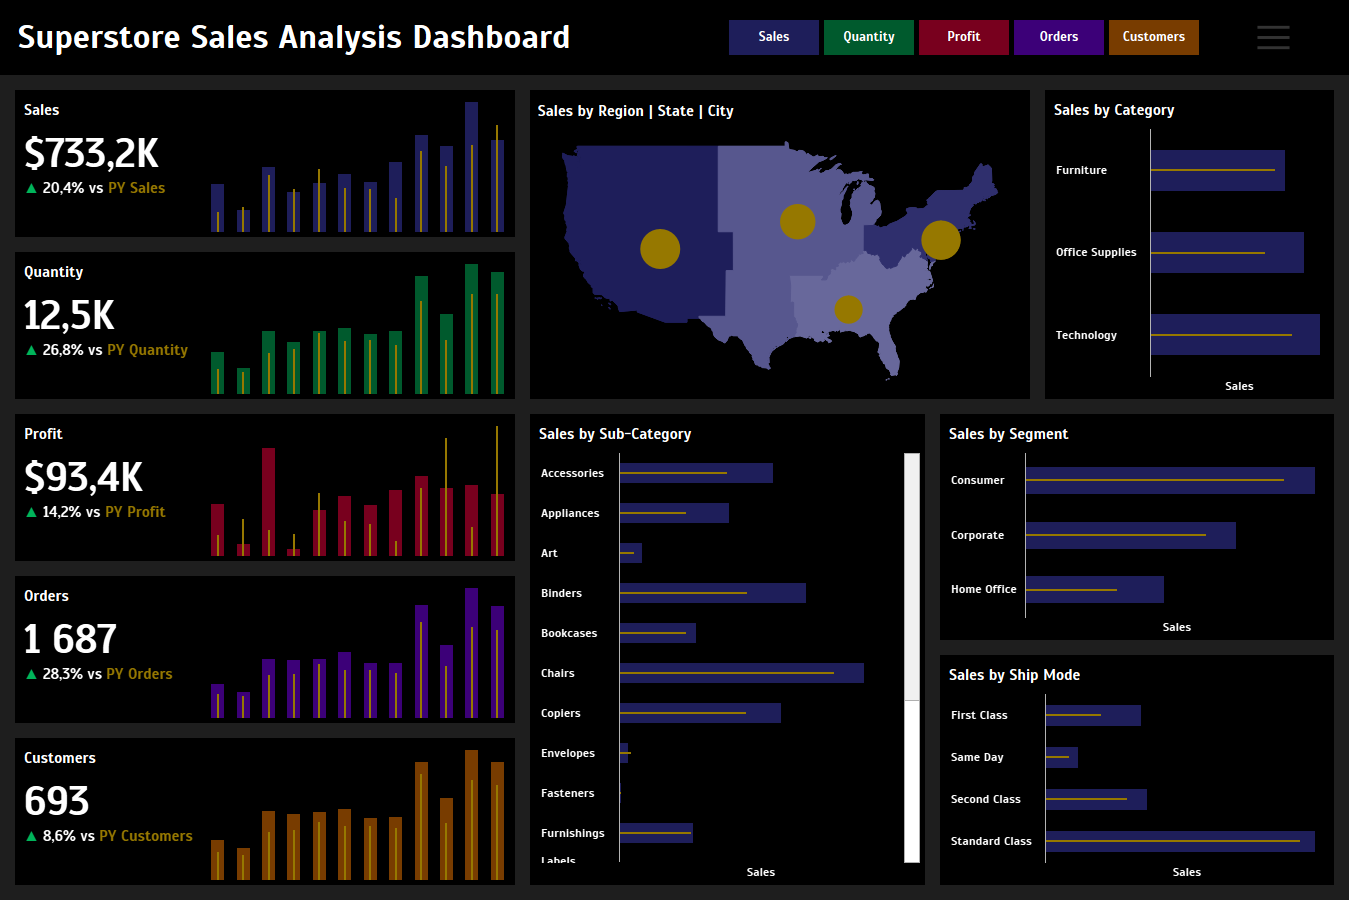 Superstore Sales Analysis Dashboard
Sales
Quantity
Profit
Orders
Customers
Sales
$733,2K
▲ 20,4% vs PY Sales
Quantity
12,5K
▲ 26,8% vs PY Quantity
Profit
$93,4K
▲ 14,2% vs PY Profit
Orders
1 687
▲ 28,3% vs PY Orders
Customers
693
▲ 8,6% vs PY Customers
Sales by Region | State | City
Sales by Category
Furniture
Office Supplies
Technology
Sales
Sales by Sub-Category
Accessories
Appliances
Art
Binders
Bookcases
Chairs
Copiers
Envelopes
Fasteners
Furnishings
Labels
Sales
Sales by Segment
Consumer
Corporate
Home Office
Sales
Sales by Ship Mode
First Class
Same Day
Second Class
Standard Class
Sales